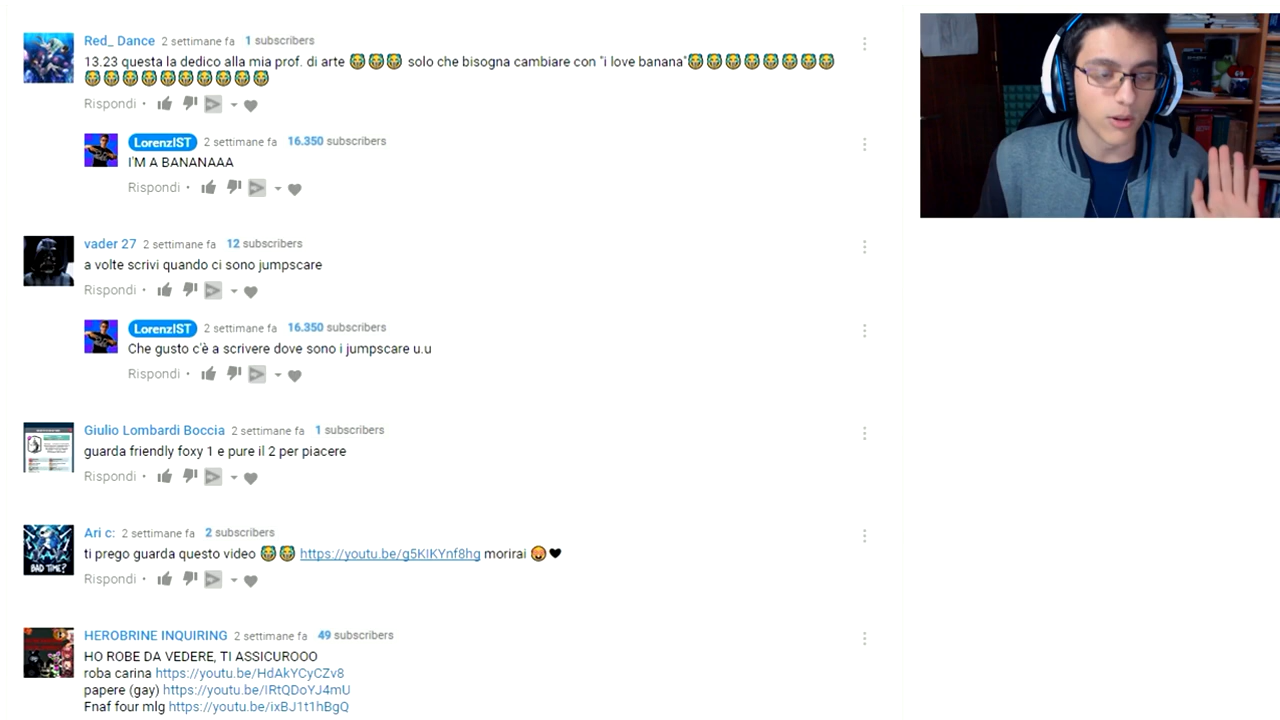 Red_ Dance 2 settimane fa 1 subscribers
13.23 questa la dedico alla mia prof. di arte 😂😂😂 solo che bisogna cambiare con "i love banana"😂😂😂😂😂😂😂😂😂
😂😂😂😂😂😂😂😂😂😂
Rispondi •
LorenzIST 2 settimane fa 16.350 subscribers
I'M A BANANAAA
Rispondi •
vader 27 2 settimane fa 12 subscribers
a volte scrivi quando ci sono jumpscare
Rispondi •
LorenzIST 2 settimane fa 16.350 subscribers
Che gusto c'è a scrivere dove sono i jumpscare u.u
Rispondi •
Giulio Lombardi Boccia 2 settimane fa 1 subscribers
guarda friendly foxy 1 e pure il 2 per piacere
Rispondi •
Ari c: 2 settimane fa 2 subscribers
ti prego guarda questo video 😂😂 https://youtu.be/g5KIKYnf8hg morirai 😄♥
Rispondi •
BAD TIME?
HEROBRINE INQUIRING 2 settimane fa 49 subscribers
HO ROBE DA VEDERE, TI ASSICUROOO
roba carina https://youtu.be/HdAkYCyCZv8
papere (gay) https://youtu.be/IRtQDoYJ4mU
Fnaf four mlg https://youtu.be/ixBJ1t1hBgQ